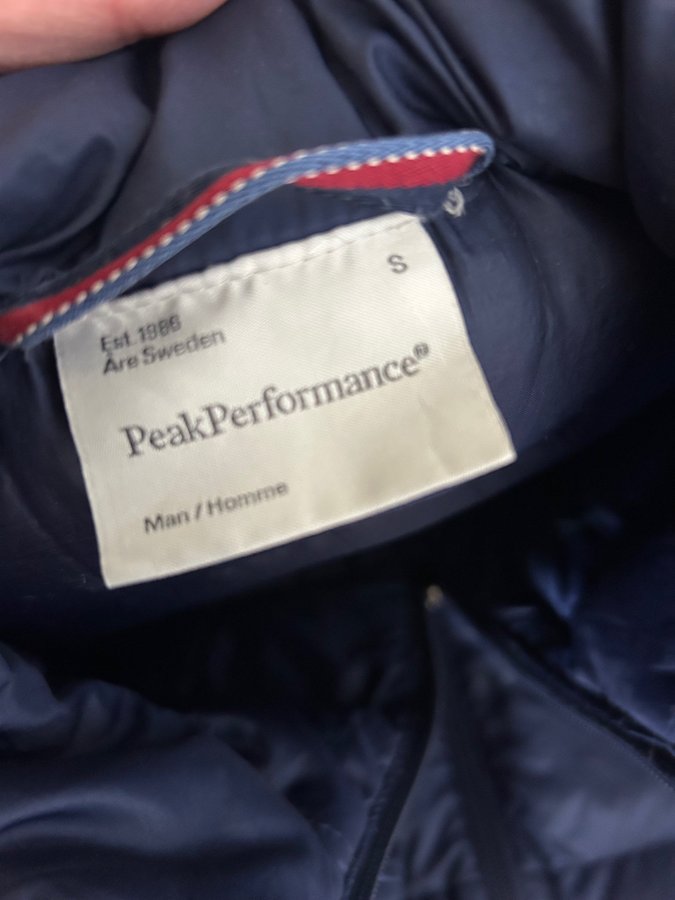 S
Est. 1986
Åre Sweden
PeakPerformance®
Man / Homme